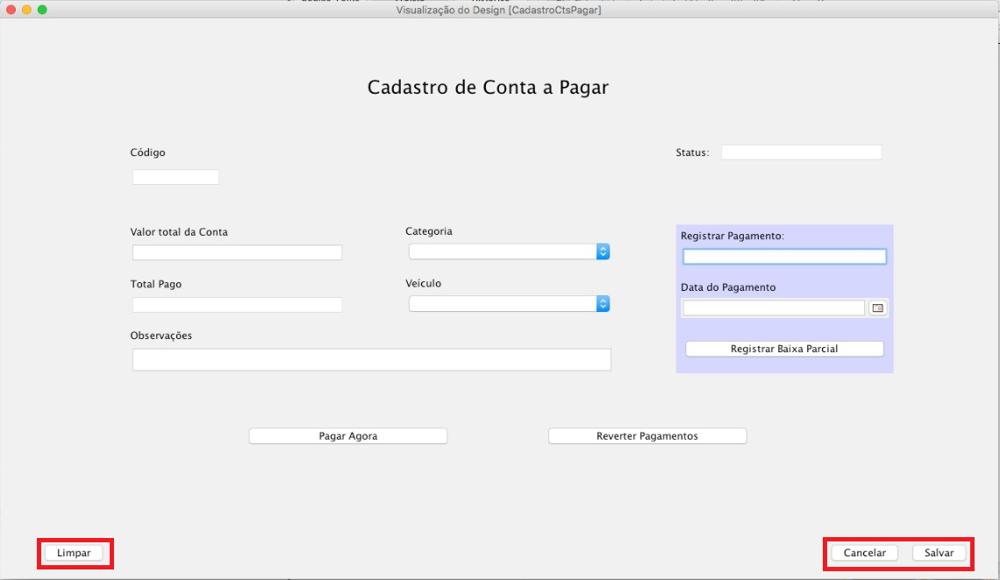 Visualização do Design [CadastroCtsPagar]
Cadastro de Conta a Pagar
Código
Status:
Valor total da Conta
Categoria
Registrar Pagamento:
Total Pago
Veículo
Data do Pagamento
Observações
Registrar Baixa Parcial
Pagar Agora
Reverter Pagamentos
Limpar
Cancelar
Salvar